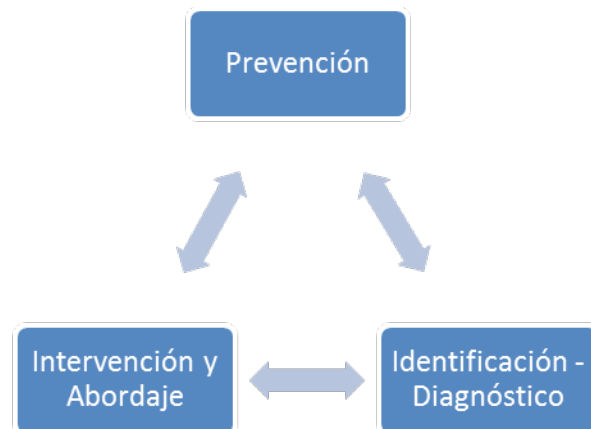 Prevención
Intervención y
Abordaje
Identificación -
Diagnóstico